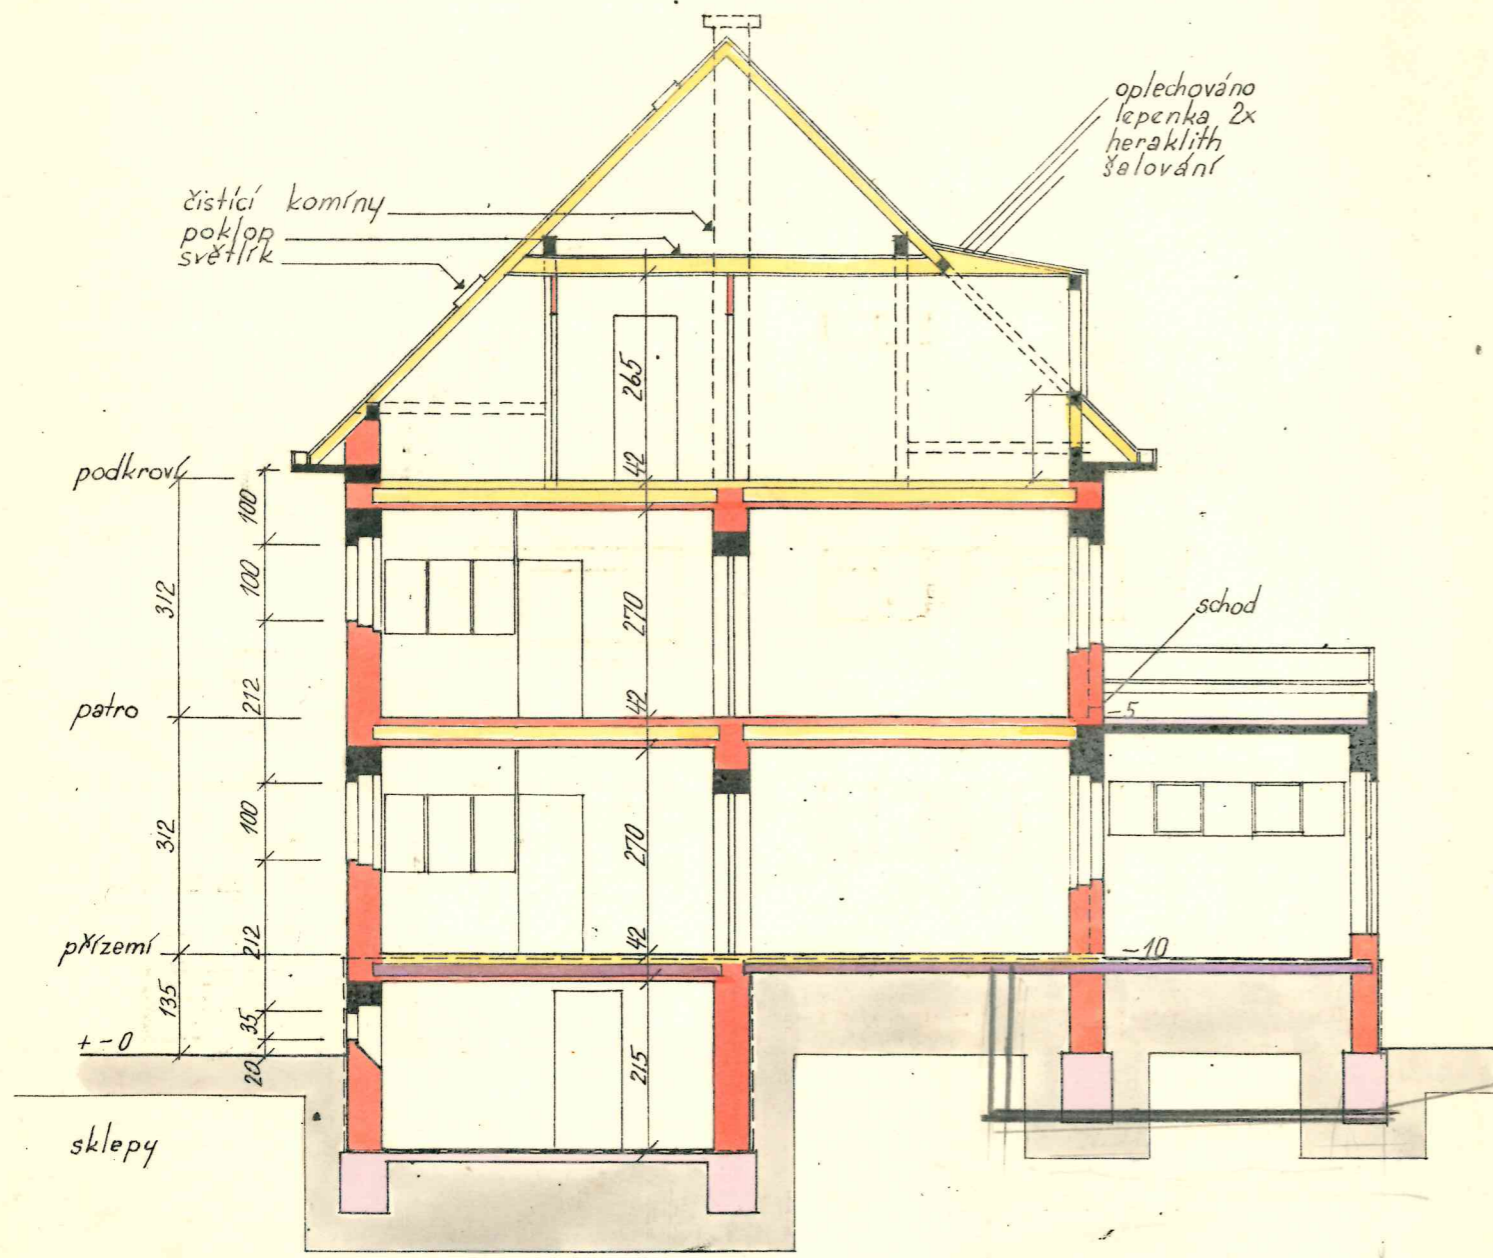 oplechováno
lepenka 2x
heraklith
šalování
čistící komíny
poklop
světlík
265
42
podkroví
100
100
312
270
schod
212
42
patro
-5
100
312
270
212
42
přízemí
-10
135
35
+-0
20
215
sklepy